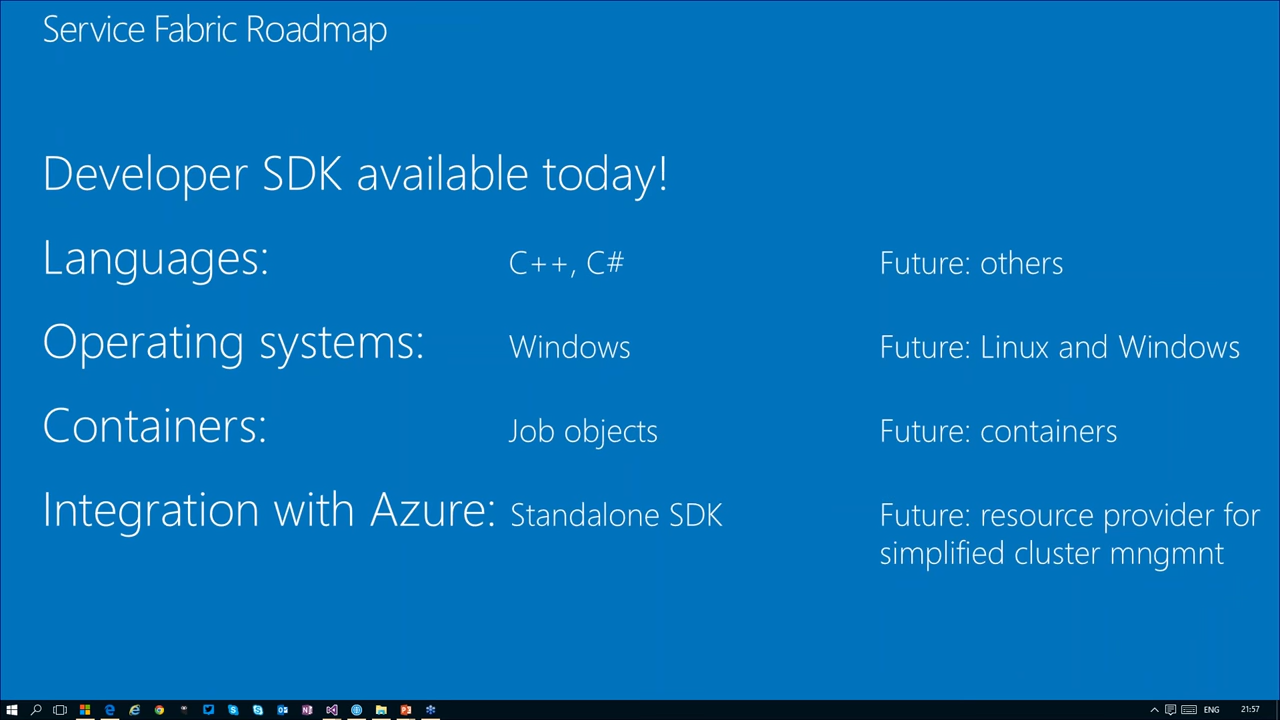 Service Fabric Roadmap
Developer SDK available today!
Languages: C++, C# Future: others
Operating systems: Windows Future: Linux and Windows
Containers: Job objects Future: containers
Integration with Azure: Standalone SDK Future: resource provider for
simplified cluster mngmnt
ENG 21:57